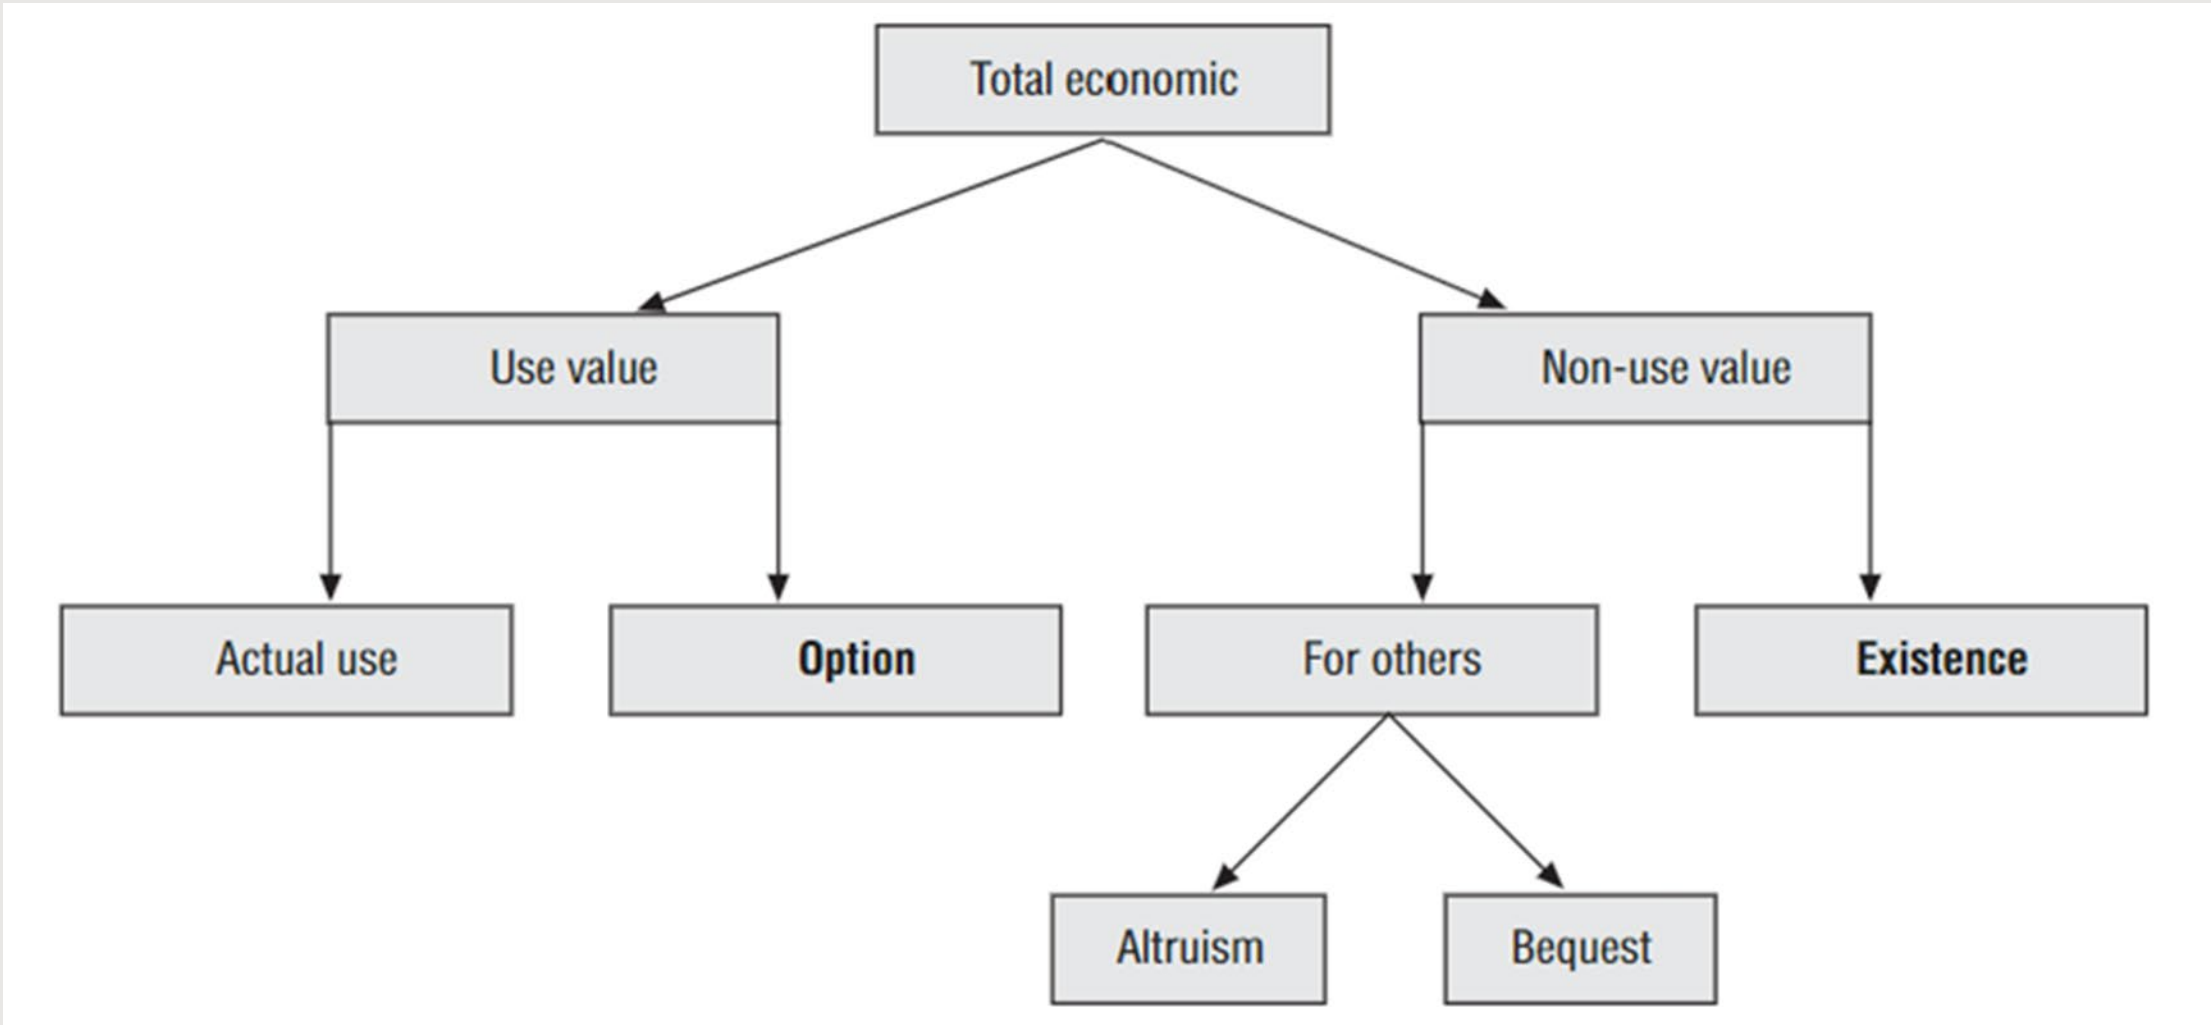 Total economic
Use value
Non-use value
Actual use
Option
For others
Existence
Altruism
Bequest